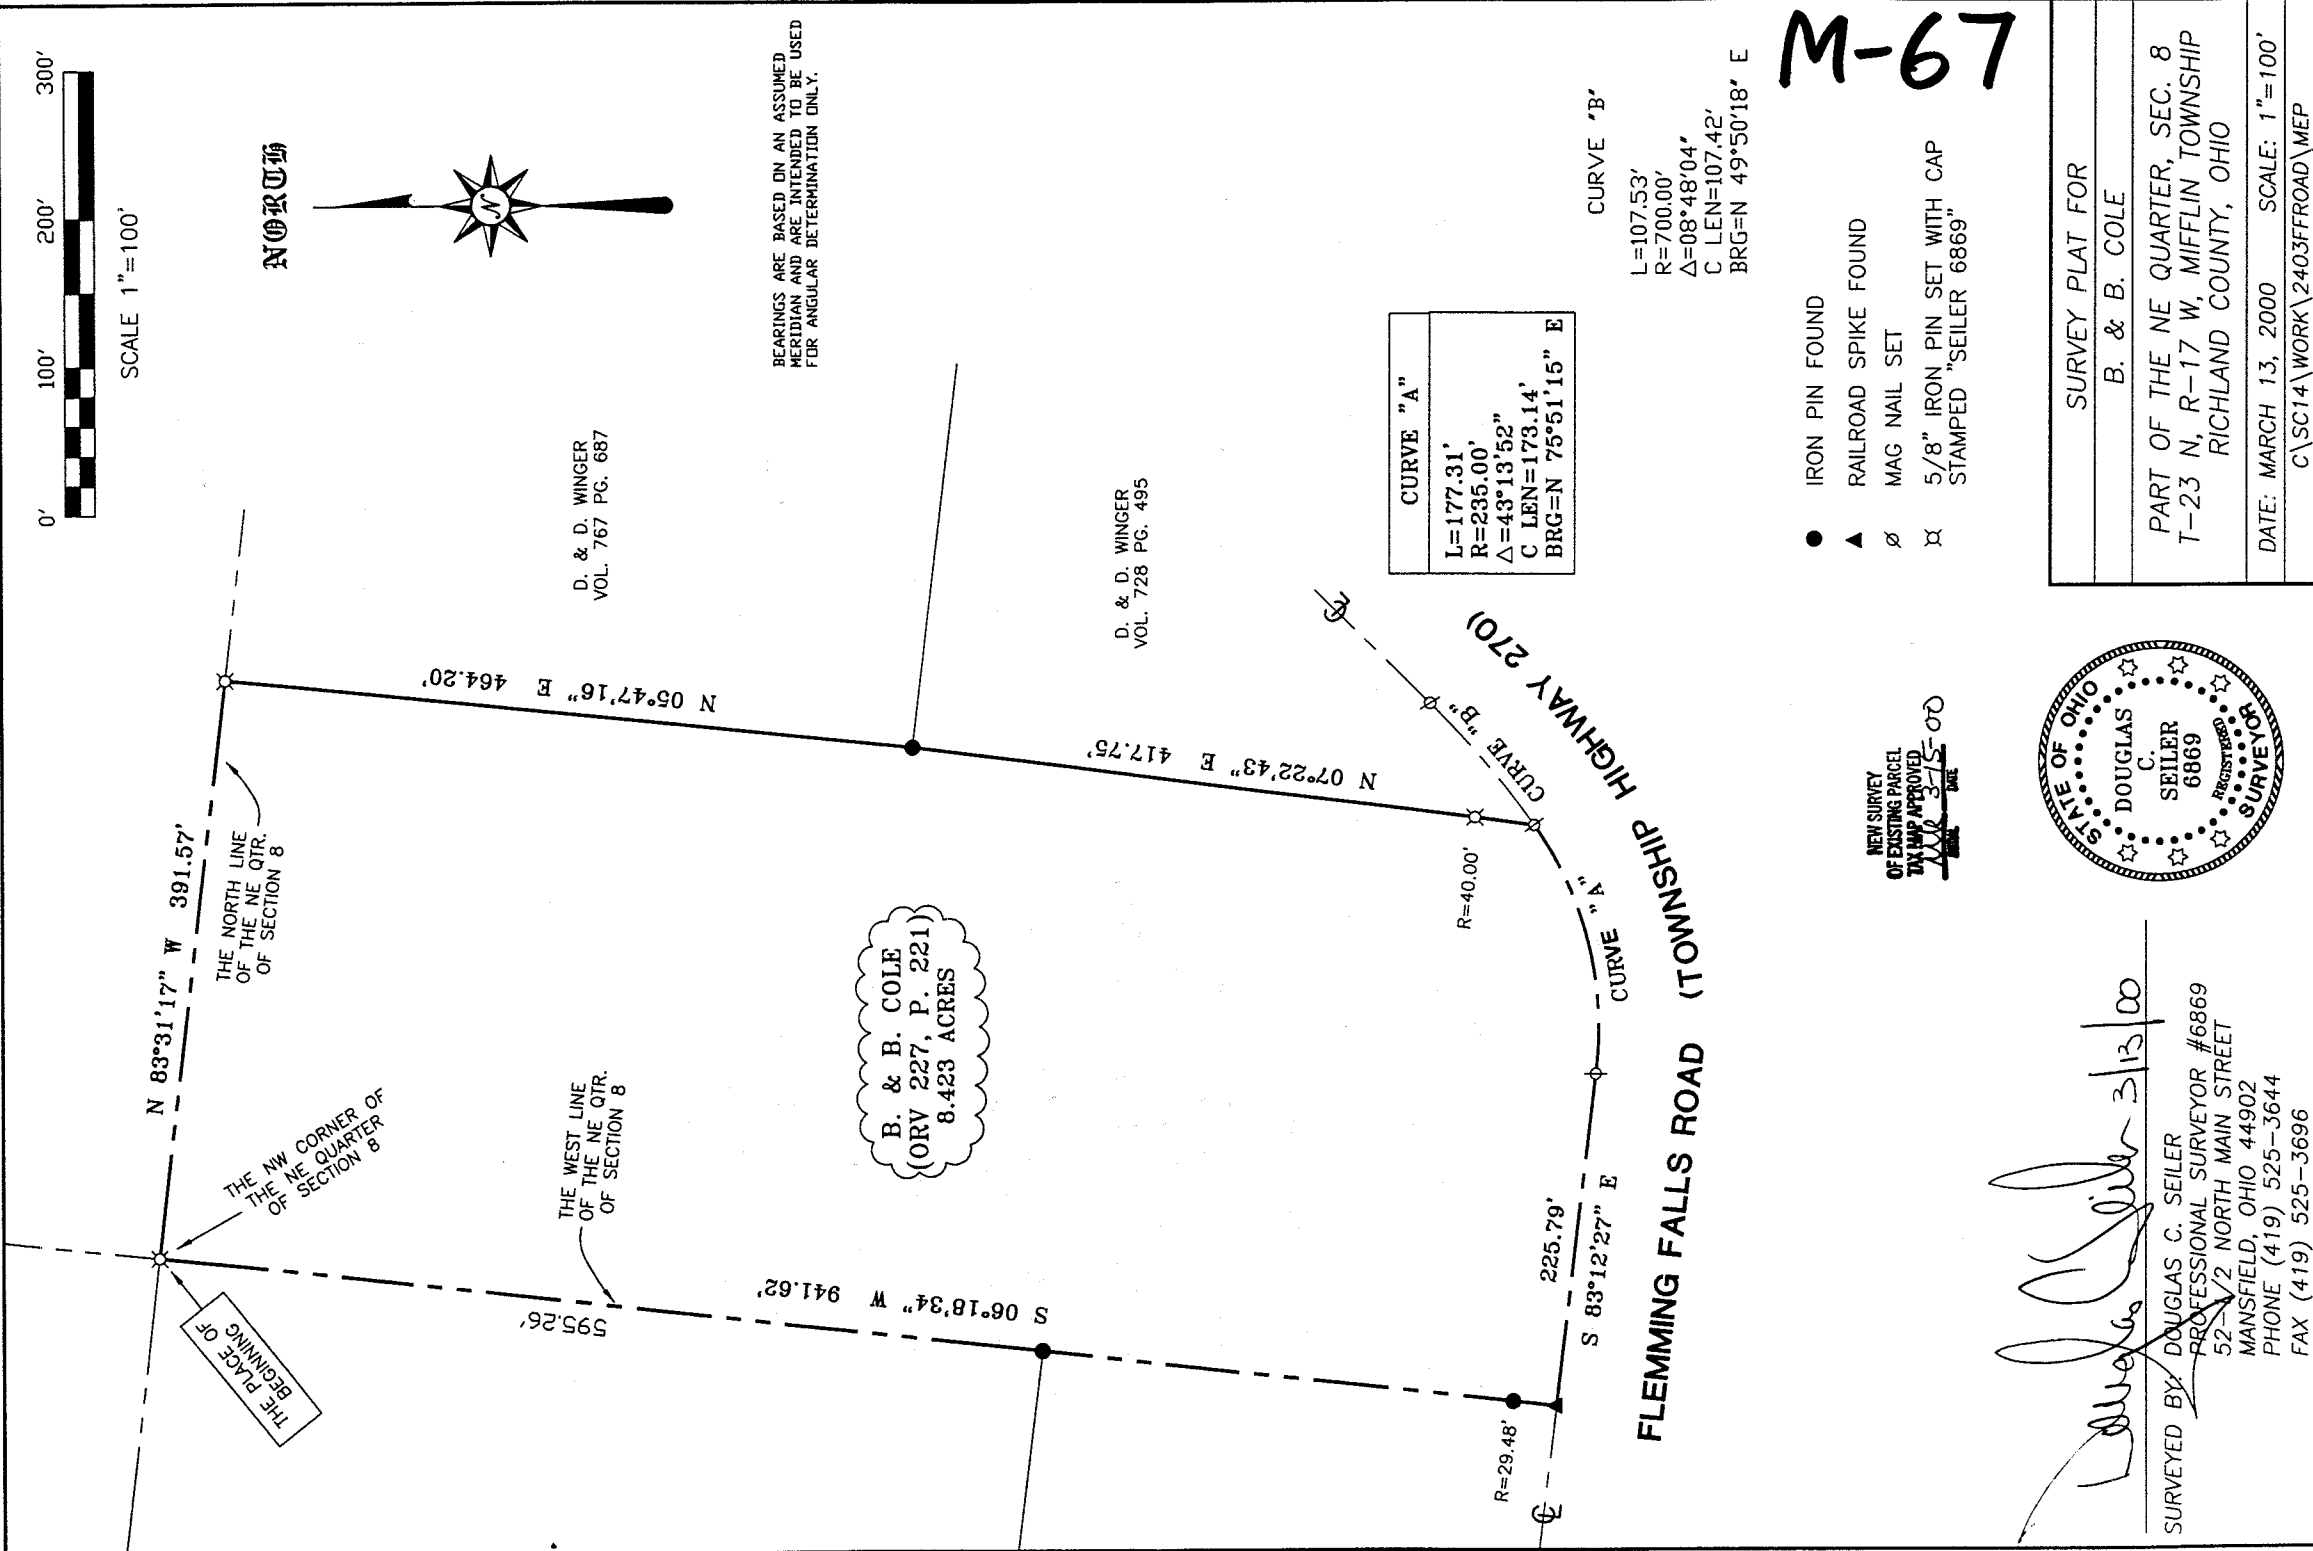 0' 100' 200' 300'
SCALE 1"=100'
NORTH
N
BEARINGS ARE BASED ON AN ASSUMED
MERIDIAN AND ARE INTENDED TO BE USED
FOR ANGULAR DETERMINATION ONLY.
N 83°31'17" W 391.57'
THE NORTH LINE
OF THE NE QTR.
OF SECTION 8
THE NW CORNER OF
THE NE QUARTER
OF SECTION 8
THE PLACE OF
BEGINNING
THE WEST LINE
OF THE NE QTR.
OF SECTION 8
595.26'
S 06°18'34" W 941.62'
N 05°47'16" E 464.20'
D. & D. WINGER
VOL. 767 PG. 687
B. & B. COLE
(ORV 227, P. 221)
8.423 ACRES
N 07°22'43" E 417.75'
D. & D. WINGER
VOL. 728 PG. 495
R=40.00'
R=29.48'
225.79'
S 83°12'27" E
CURVE "A"
CURVE "B"
FLEMMING FALLS ROAD (TOWNSHIP HIGHWAY 270)
CURVE "A"
L=177.31'
R=235.00'
Δ=43°13'52"
C LEN=173.14'
BRG=N 75°51'15" E
CURVE "B"
L=107.53'
R=700.00'
Δ=08°48'04"
C LEN=107.42'
BRG=N 49°50'18" E
M-67
● IRON PIN FOUND
▲ RAILROAD SPIKE FOUND
ø MAG NAIL SET
¤ 5/8" IRON PIN SET WITH CAP
STAMPED "SEILER 6869"
NEW SURVEY
OF EXISTING PARCEL
TAX MAP APPROVED
3-15-00
DATE
STATE OF OHIO
DOUGLAS
C.
SEILER
6869
REGISTERED
SURVEYOR
3/13/00
SURVEYED BY: DOUGLAS C. SEILER
PROFESSIONAL SURVEYOR #6869
52-1/2 NORTH MAIN STREET
MANSFIELD, OHIO 44902
PHONE (419) 525-3644
FAX (419) 525-3696
SURVEY PLAT FOR
B. & B. COLE
PART OF THE NE QUARTER, SEC. 8
T-23 N, R-17 W, MIFFLIN TOWNSHIP
RICHLAND COUNTY, OHIO
DATE: MARCH 13, 2000 SCALE: 1"=100'
C\SC14\WORK\2403FFROAD\MEP